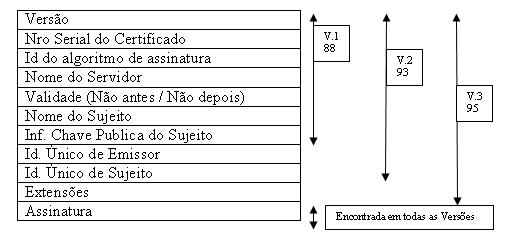 Versão
Nro Serial do Certificado
Id do algoritmo de assinatura
Nome do Servidor
Validade (Não antes / Não depois)
Nome do Sujeito
Inf. Chave Publica do Sujeito
Id. Único de Emissor
Id. Único de Sujeito
Extensões
Assinatura
V.1
88
V.2
93
V.3
95
Encontrada em todas as Versões